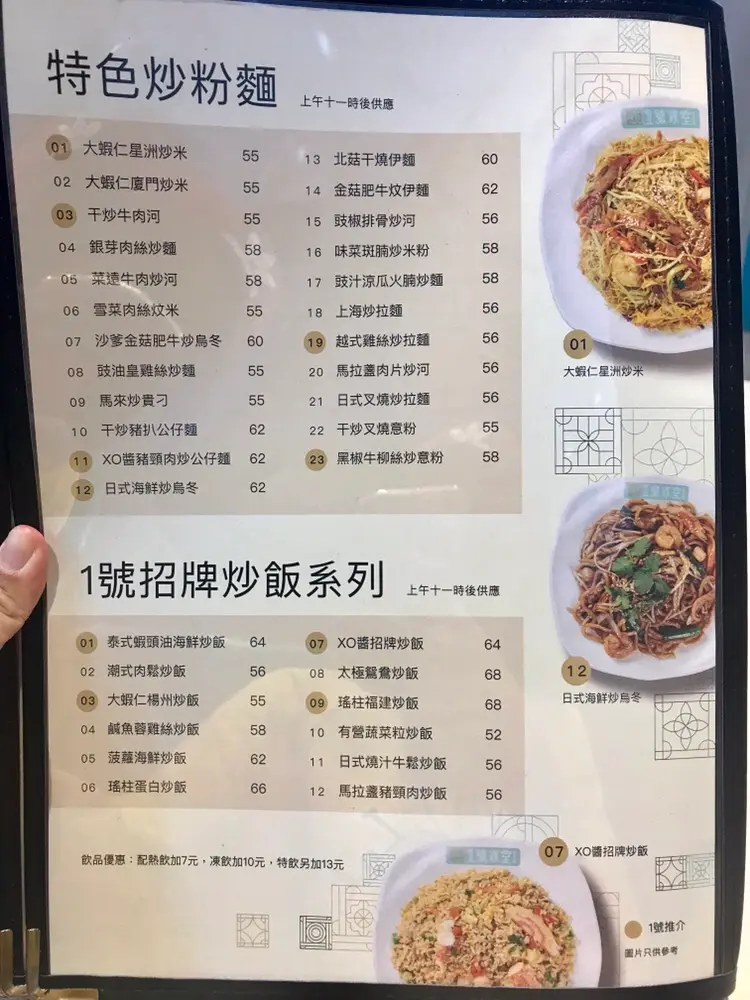 特色炒粉麵 上午十一時後供應
01 大蝦仁星洲炒米 55
02 大蝦仁廈門炒米 55
03 干炒牛肉河 55
04 銀芽肉絲炒麵 58
05 菜遠牛肉炒河 58
06 雪菜肉絲炆米 55
07 沙爹金菇肥牛炒烏冬 60
08 豉油皇雞絲炒麵 55
09 馬來炒貴刁 55
10 干炒豬扒公仔麵 62
11 XO醬豬頸肉炒公仔麵 62
12 日式海鮮炒烏冬 62
13 北菇干燒伊麵 60
14 金菇肥牛炆伊麵 62
15 豉椒排骨炒河 56
16 味菜斑腩炒米粉 58
17 豉汁涼瓜火腩炒麵 58
18 上海炒拉麵 56
19 越式雞絲炒拉麵 56
20 馬拉盞肉片炒河 56
21 日式叉燒炒拉麵 56
22 干炒叉燒意粉 55
23 黑椒牛柳絲炒意粉 58
01
大蝦仁星洲炒米
12
日式海鮮炒烏冬
1號招牌炒飯系列 上午十一時後供應
01 泰式蝦頭油海鮮炒飯 64
02 潮式肉鬆炒飯 56
03 大蝦仁楊州炒飯 55
04 鹹魚蓉雞絲炒飯 58
05 菠蘿海鮮炒飯 62
06 瑤柱蛋白炒飯 66
07 XO醬招牌炒飯 64
08 太極鴛鴦炒飯 68
09 瑤柱福建炒飯 68
10 有營蔬菜粒炒飯 52
11 日式燒汁牛鬆炒飯 56
12 馬拉盞豬頸肉炒飯 56
飲品優惠：配熱飲加7元，凍飲加10元，特飲另加13元
07 XO醬招牌炒飯
1號推介
圖片只供參考